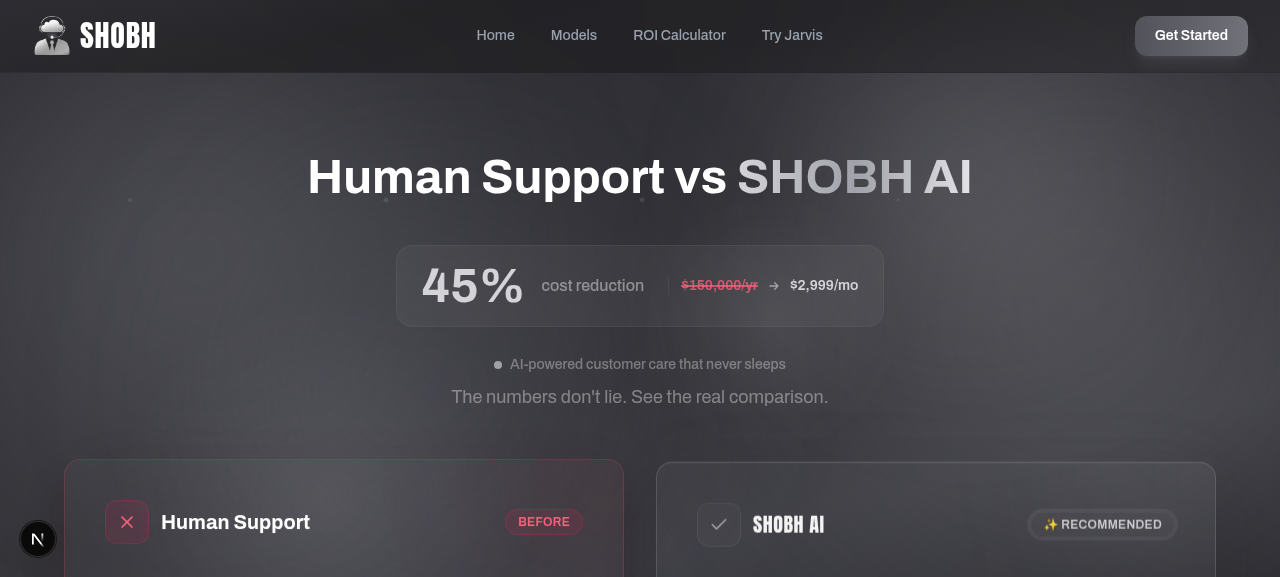 SHOBH
Home Models ROI Calculator Try Jarvis
Get Started
Human Support vs SHOBH AI
45% cost reduction $150,000/yr → $2,999/mo
AI-powered customer care that never sleeps
The numbers don't lie. See the real comparison.
Human Support BEFORE
SHOBH AI ✨ RECOMMENDED
N